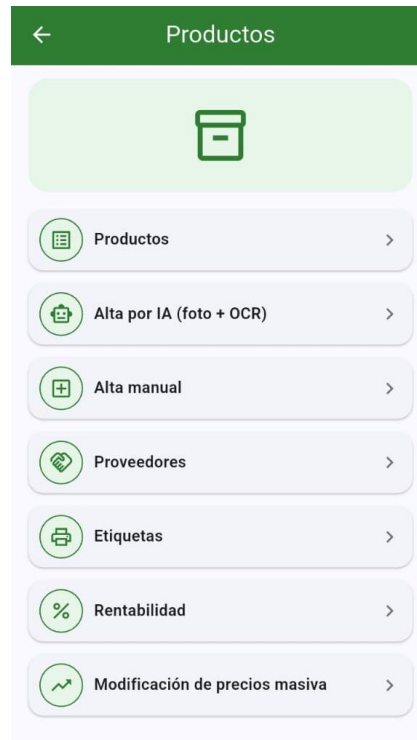 Productos
Productos
Alta por IA (foto + OCR)
Alta manual
Proveedores
Etiquetas
Rentabilidad
Modificación de precios masiva